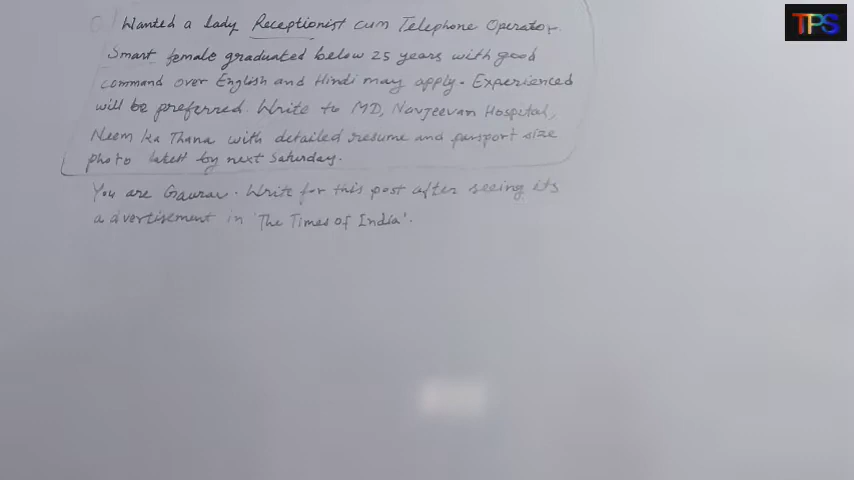 TPS
Wanted a lady Receptionist cum Telephone Operator.
Smart female graduated below 25 years with good
command over English and Hindi may apply. Experienced
will be preferred. Write to MD, Navjeevan Hospital,
Neem ka Thana with detailed resume and passport size
photo latest by next Saturday.
You are Gaurav. Write for this post after seeing its
advertisement in 'The Times of India'.